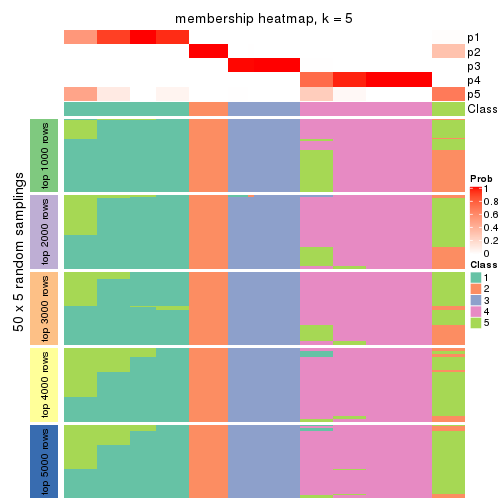 membership heatmap, k = 5
p1
p2
p3
p4
p5
Class
50 x 5 random samplings
top 1000 rows
top 2000 rows
top 3000 rows
top 4000 rows
top 5000 rows
Prob
1
0.8
0.6
0.4
0.2
0
Class
1
2
3
4
5